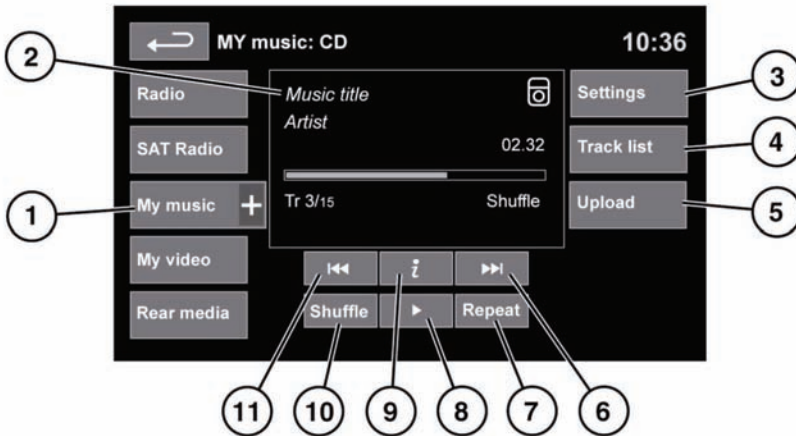 MY music: CD
10:36
Radio
SAT Radio
My music +
My video
Rear media
Music title
Artist
02.32
Tr 3/15
Shuffle
Settings
Track list
Upload
i
Shuffle
Repeat
1
2
3
4
5
6
7
8
9
10
11